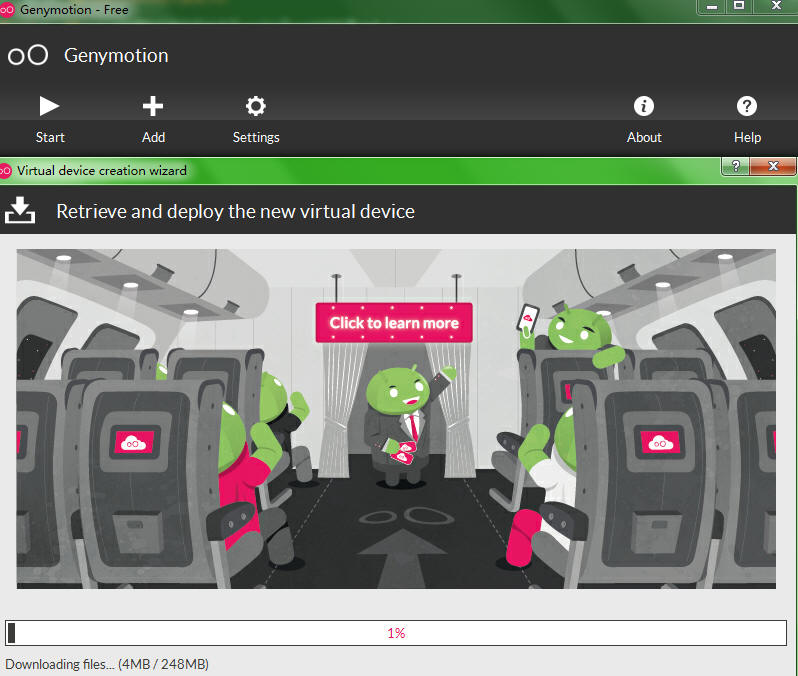 Genymotion - Free
Genymotion
Start Add Settings About Help
Virtual device creation wizard
Retrieve and deploy the new virtual device
Click to learn more
1%
Downloading files... (4MB / 248MB)